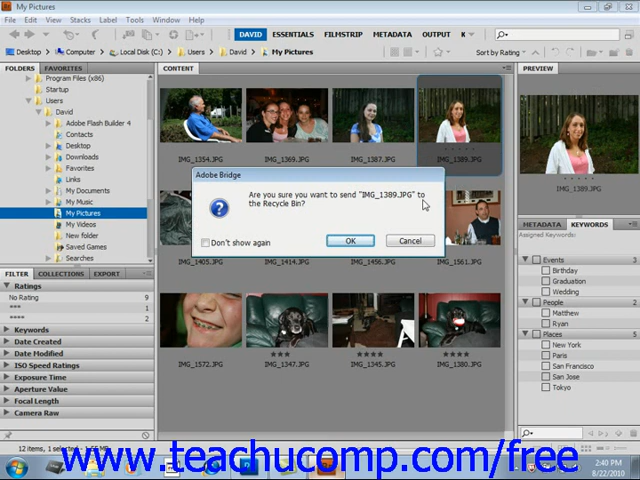 Br My Pictures
File Edit View Stacks Label Tools Window Help
DAVID ESSENTIALS FILMSTRIP METADATA OUTPUT
Desktop Computer Local Disk (C:) Users David My Pictures
Sort by Rating
FOLDERS FAVORITES
CONTENT
PREVIEW
Program Files (x86)
Startup
Users
David
Adobe Flash Builder 4
Contacts
Desktop
Downloads
Favorites
Links
My Documents
My Music
My Pictures
My Videos
New folder
Saved Games
Searches
IMG_1354.JPG IMG_1369.JPG IMG_1387.JPG IMG_1389.JPG
IMG_1389.JPG
Adobe Bridge
Are you sure you want to send "IMG_1389.JPG" to
the Recycle Bin?
Don't show again
OK Cancel
IMG_1405.JPG IMG_1414.JPG IMG_1456.JPG IMG_1561.JPG
IMG_1572.JPG IMG_1347.JPG IMG_1345.JPG IMG_1380.JPG
FILTER COLLECTIONS EXPORT
Ratings
No Rating 9
*** 1
**** 2
Keywords
Date Created
Date Modified
ISO Speed Ratings
Exposure Time
Aperture Value
Focal Length
Camera Raw
METADATA KEYWORDS
Assigned Keywords:
Events 3
Birthday
Graduation
Wedding
People 2
Matthew
Ryan
Places 5
New York
Paris
San Francisco
San Jose
Tokyo
12 items, 1 selected
www.teachucomp.com/free
2:40 PM
8/22/2010